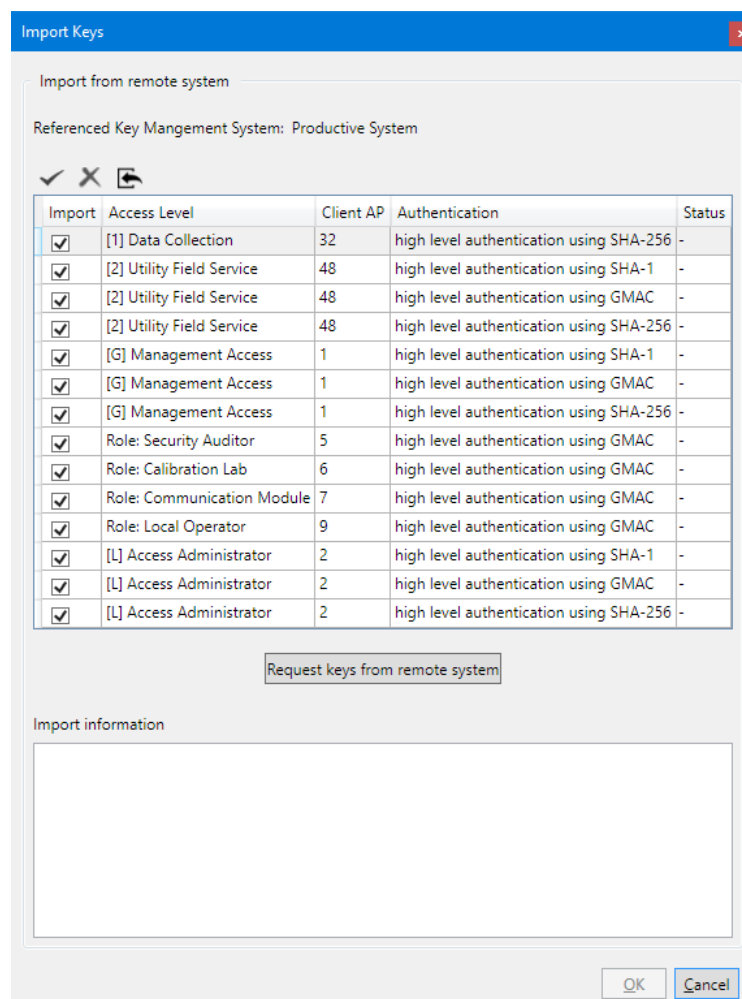 Import Keys
Import from remote system
Referenced Key Mangement System: Productive System
Import Access Level Client AP Authentication Status
[1] Data Collection 32 high level authentication using SHA-256 -
[2] Utility Field Service 48 high level authentication using SHA-1 -
[2] Utility Field Service 48 high level authentication using GMAC -
[2] Utility Field Service 48 high level authentication using SHA-256 -
[G] Management Access 1 high level authentication using SHA-1 -
[G] Management Access 1 high level authentication using GMAC -
[G] Management Access 1 high level authentication using SHA-256 -
Role: Security Auditor 5 high level authentication using GMAC -
Role: Calibration Lab 6 high level authentication using GMAC -
Role: Communication Module 7 high level authentication using GMAC -
Role: Local Operator 9 high level authentication using GMAC -
[L] Access Administrator 2 high level authentication using SHA-1 -
[L] Access Administrator 2 high level authentication using GMAC -
[L] Access Administrator 2 high level authentication using SHA-256 -
Request keys from remote system
Import information
OK Cancel